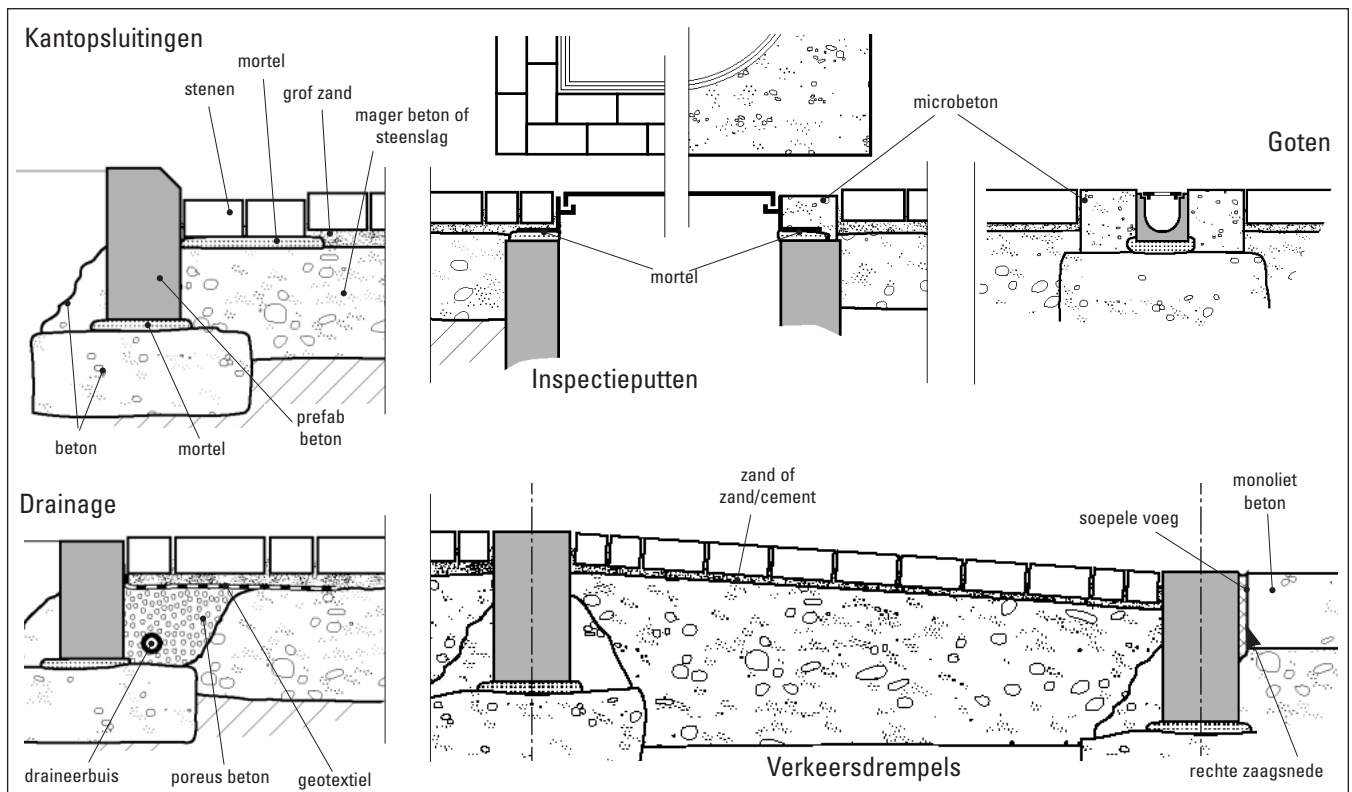 Kantopsluitingen
mortel
stenen
grof zand
mager beton of
steenslag
beton
mortel
prefab
beton
microbeton
mortel
Inspectieputten
Goten
Drainage
draineerbuis
poreus beton
geotextiel
zand of
zand/cement
soepele voeg
monoliet
beton
Verkeersdrempels
rechte zaagsnede